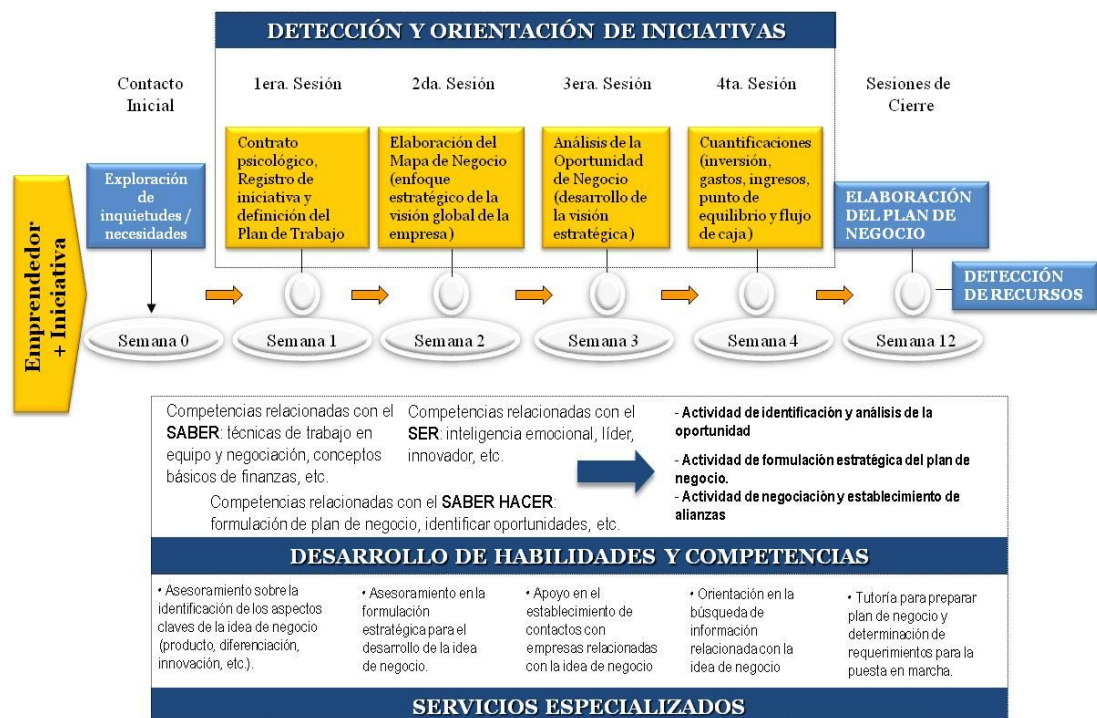 DETECCIÓN Y ORIENTACIÓN DE INICIATIVAS
Contacto
Inicial
1era. Sesión
2da. Sesión
3era. Sesión
4ta. Sesión
Sesiones de
Cierre
Emprendedor
+ Iniciativa
Exploración
de
inquietudes /
necesidades
Contrato
psicológico,
Registro de
iniciativa y
definición del
Plan de Trabajo
Elaboración del
Mapa de Negocio
(enfoque
estratégico de la
visión global de la
empresa)
Análisis de la
Oportunidad
de Negocio
(desarrollo de
la visión
estratégica)
Cuantificaciones
(inversión,
gastos, ingresos,
punto de
equilibrio y flujo
de caja)
ELABORACIÓN
DEL PLAN DE
NEGOCIO
DETECCIÓN
DE RECURSOS
Semana 0
Semana 1
Semana 2
Semana 3
Semana 4
Semana 12
Competencias relacionadas con el
SABER: técnicas de trabajo en
equipo y negociación, conceptos
básicos de finanzas, etc.
Competencias relacionadas con el
SER: inteligencia emocional, líder,
innovador, etc.
Competencias relacionadas con el SABER HACER:
formulación de plan de negocio, identificar oportunidades, etc.
- Actividad de identificación y análisis de la
oportunidad
- Actividad de formulación estratégica del plan de
negocio.
- Actividad de negociación y establecimiento de
alianzas
DESARROLLO DE HABILIDADES Y COMPETENCIAS
• Asesoramiento sobre la
identificación de los aspectos
claves de la idea de negocio
(producto, diferenciación,
innovación, etc.).
• Asesoramiento en la
formulación
estratégica para el
desarrollo de la idea
de negocio.
• Apoyo en el
establecimiento de
contactos con
empresas relacionadas
con la idea de negocio
• Orientación en la
búsqueda de
información
relacionada con la
idea de negocio
• Tutoría para preparar
plan de negocio y
determinación de
requerimientos para la
puesta en marcha.
SERVICIOS ESPECIALIZADOS